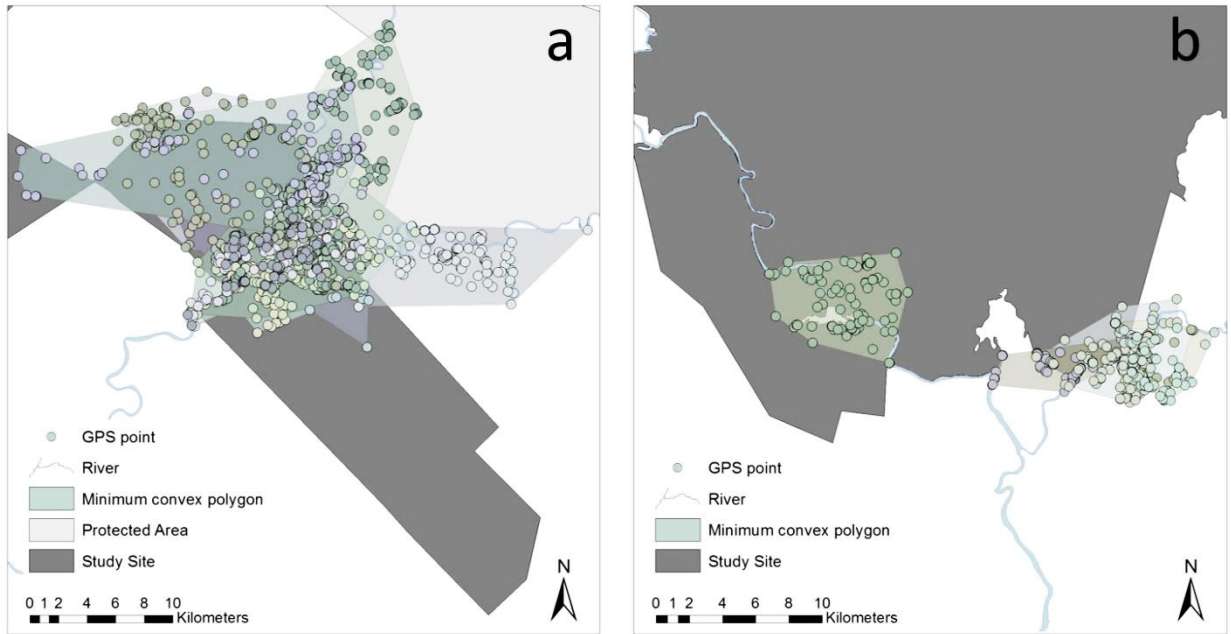 a
GPS point
River
Minimum convex polygon
Protected Area
Study Site
0 1 2 4 6 8 10
Kilometers
N
b
GPS point
River
Minimum convex polygon
Study Site
0 1 2 4 6 8 10
Kilometers
N